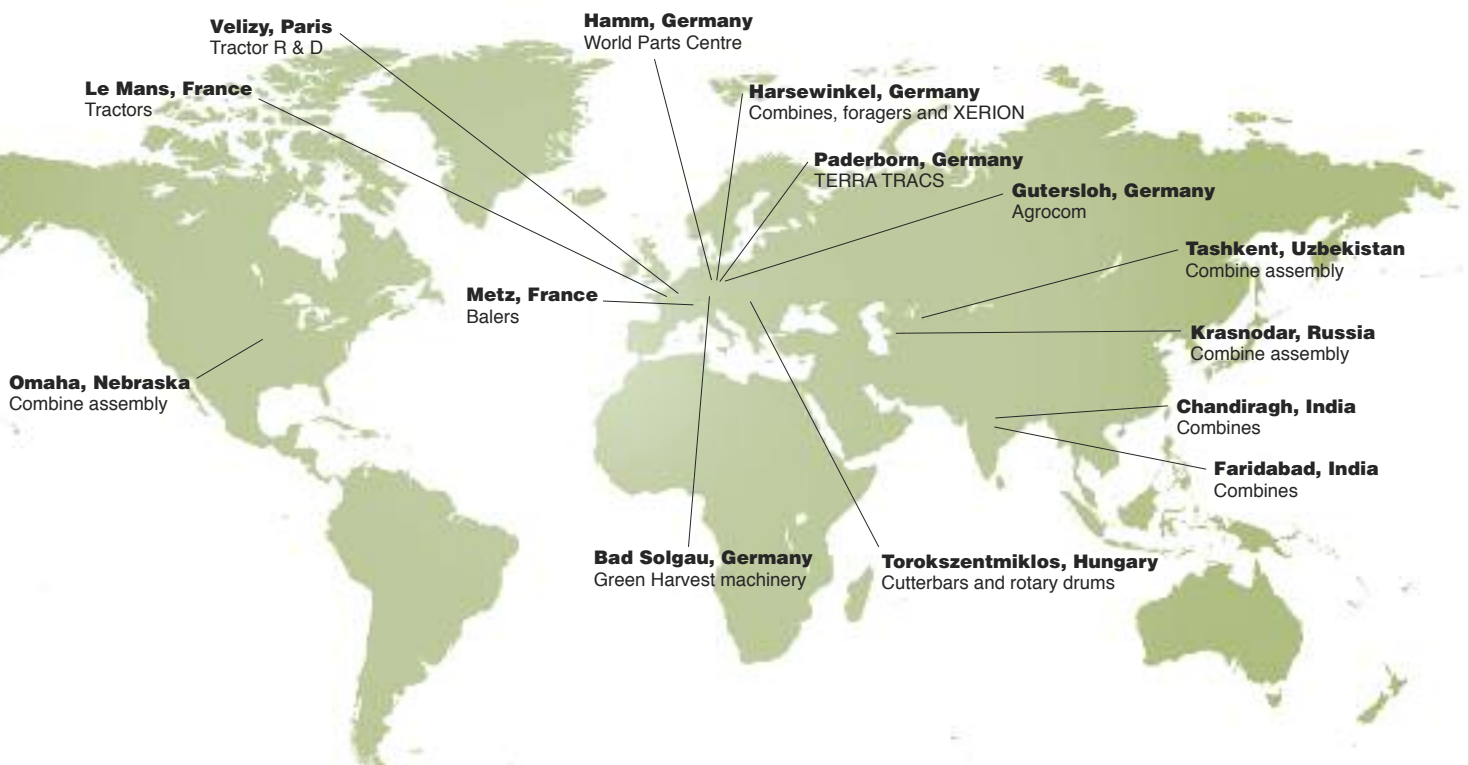 Velizy, Paris
Tractor R & D
Hamm, Germany
World Parts Centre
Le Mans, France
Tractors
Harsewinkel, Germany
Combines, foragers and XERION
Paderborn, Germany
TERRA TRACS
Gutersloh, Germany
Agrocom
Tashkent, Uzbekistan
Combine assembly
Metz, France
Balers
Krasnodar, Russia
Combine assembly
Omaha, Nebraska
Combine assembly
Chandiragh, India
Combines
Faridabad, India
Combines
Bad Solgau, Germany
Green Harvest machinery
Torokszentmiklos, Hungary
Cutterbars and rotary drums